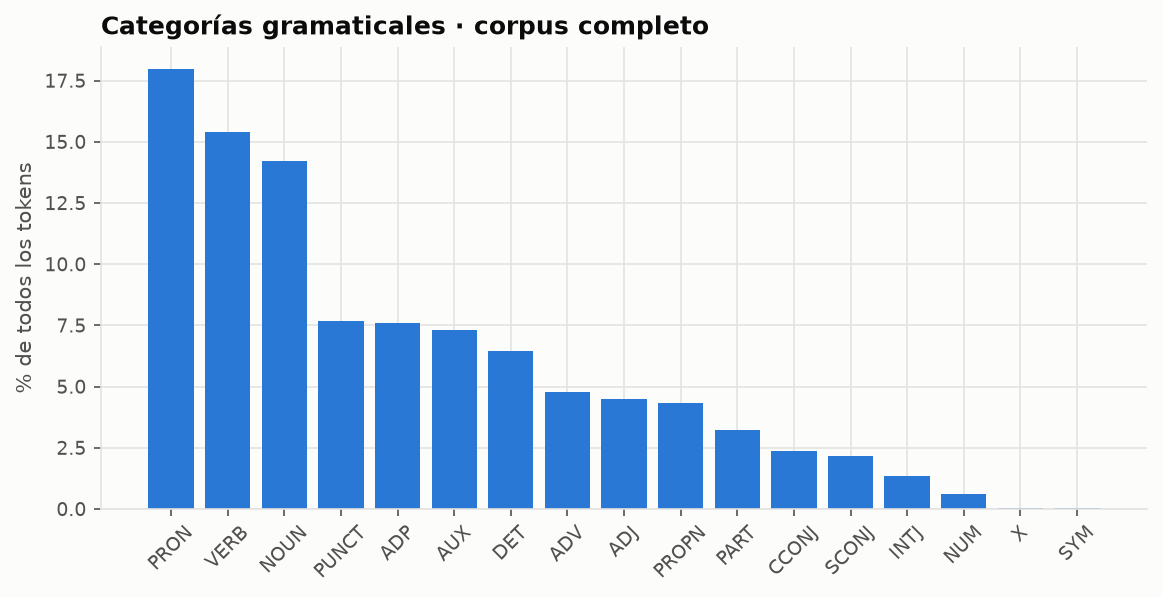 Categorías gramaticales · corpus completo
% de todos los tokens
17.5
15.0
12.5
10.0
7.5
5.0
2.5
0.0
PRON VERB NOUN PUNCT ADP AUX DET ADV ADJ PROPN PART CCONJ SCONJ INTJ NUM X SYM